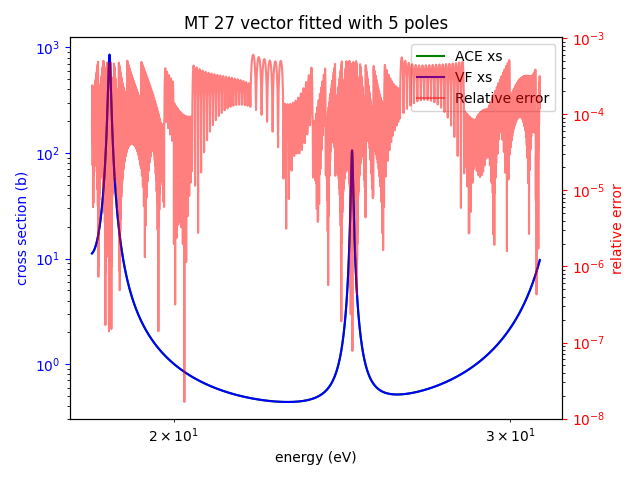 MT 27 vector fitted with 5 poles
ACE xs
VF xs
Relative error
cross section (b)
10³
10²
10¹
10⁰
relative error
10⁻³
10⁻⁴
10⁻⁵
10⁻⁶
10⁻⁷
10⁻⁸
2 × 10¹
3 × 10¹
energy (eV)